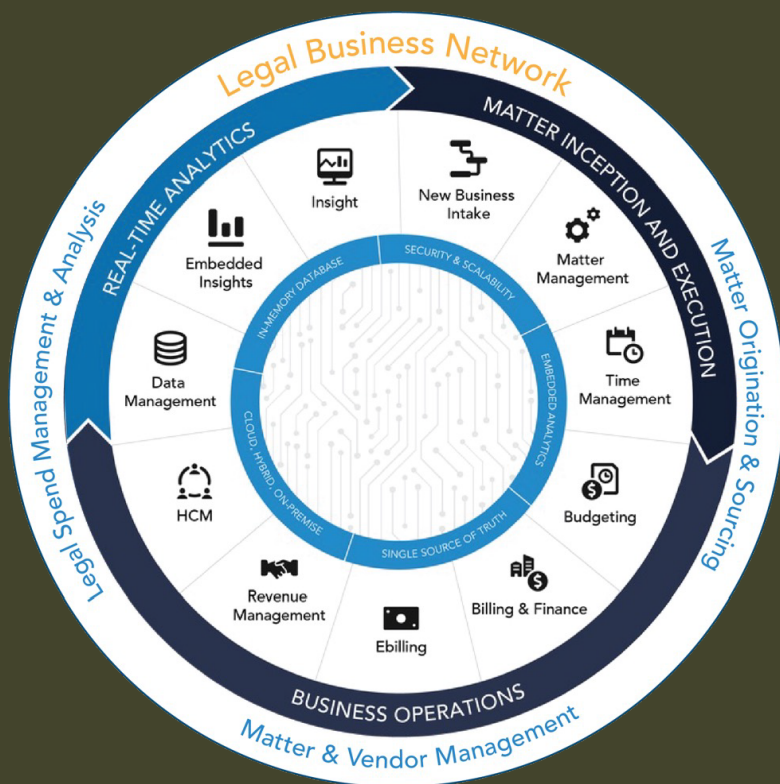 Legal Business Network
Matter Origination & Sourcing
Matter & Vendor Management
Legal Spend Management & Analysis
REAL-TIME ANALYTICS
MATTER INCEPTION AND EXECUTION
BUSINESS OPERATIONS
Insight
New Business
Intake
Matter
Management
Time
Management
Budgeting
Billing & Finance
Ebilling
Revenue
Management
HCM
Data
Management
Embedded
Insights
IN-MEMORY DATABASE
SECURITY & SCALABILITY
EMBEDDED ANALYTICS
SINGLE SOURCE OF TRUTH
CLOUD, HYBRID, ON-PREMISE